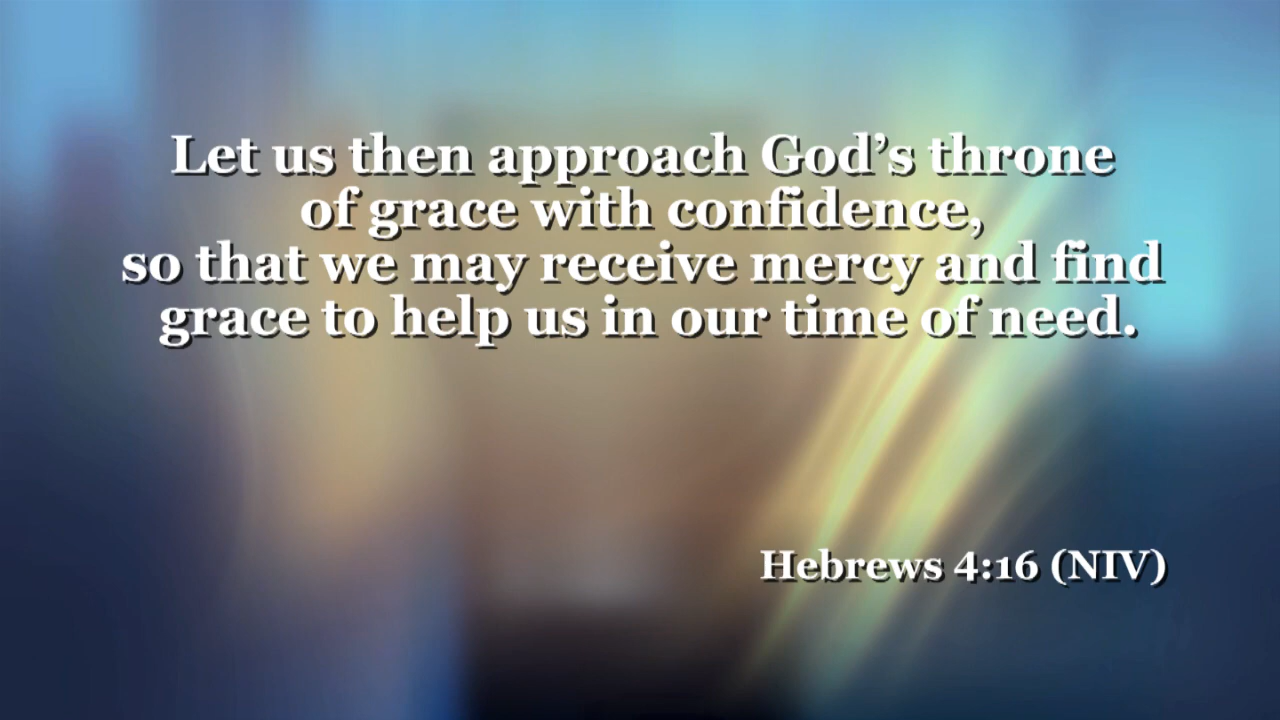 Let us then approach God’s throne
of grace with confidence,
so that we may receive mercy and find
grace to help us in our time of need.
Hebrews 4:16 (NIV)